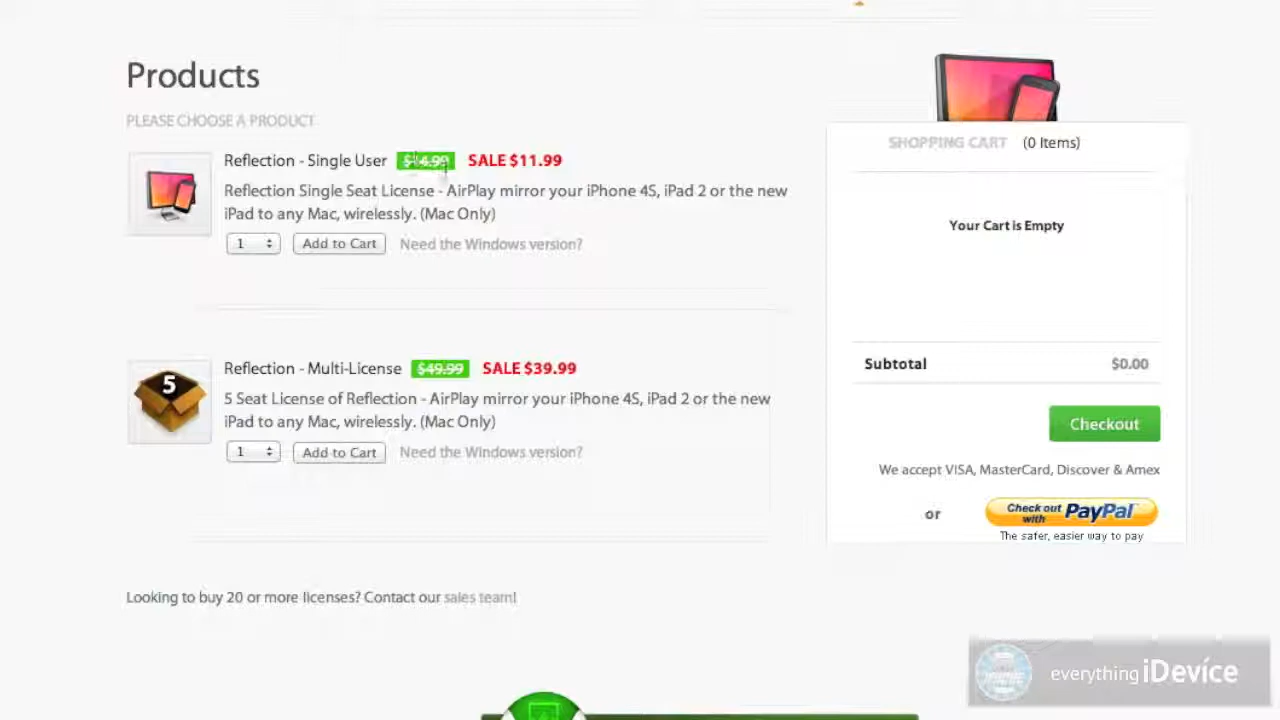 Products
PLEASE CHOOSE A PRODUCT
Reflection - Single User $14.99 SALE $11.99
Reflection Single Seat License - AirPlay mirror your iPhone 4S, iPad 2 or the new
iPad to any Mac, wirelessly. (Mac Only)
1 Add to Cart Need the Windows version?
5
Reflection - Multi-License $49.99 SALE $39.99
5 Seat License of Reflection - AirPlay mirror your iPhone 4S, iPad 2 or the new
iPad to any Mac, wirelessly. (Mac Only)
1 Add to Cart Need the Windows version?
Looking to buy 20 or more licenses? Contact our sales team!
SHOPPING CART (0 Items)
Your Cart is Empty
Subtotal $0.00
Checkout
We accept VISA, MasterCard, Discover & Amex
or
Check out
with PayPal
The safer, easier way to pay
everything iDevice